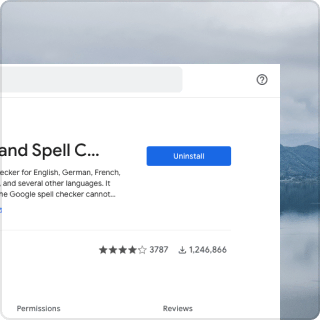 and Spell C...
Uninstall
ecker for English, German, French,
, and several other languages. It
he Google spell checker cannot...
3787
1,246,866
Permissions
Reviews